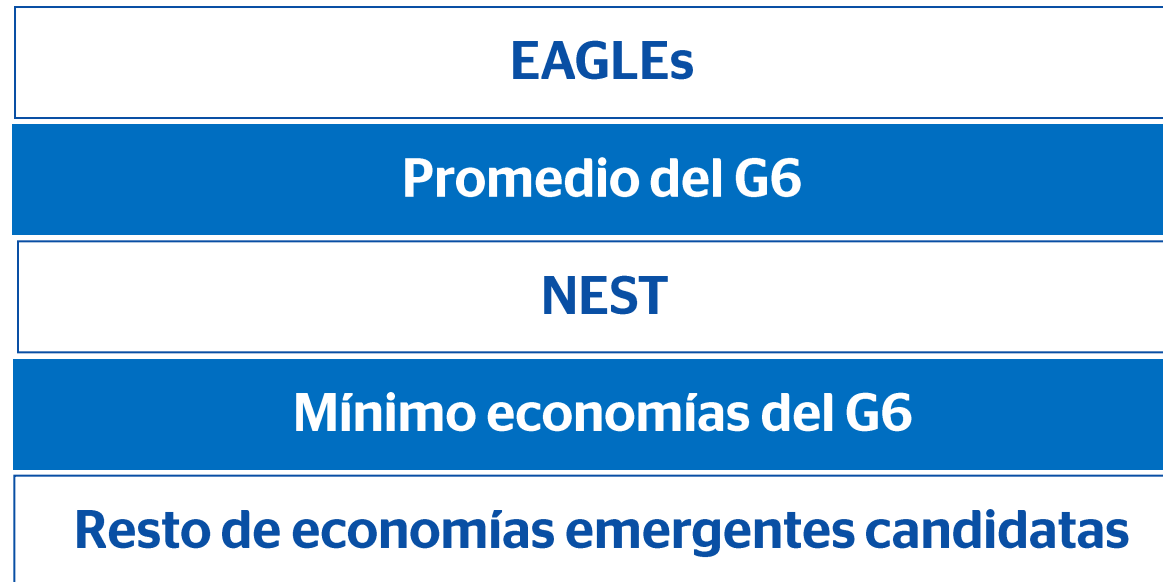 EAGLEs
Promedio del G6
NEST
Mínimo economías del G6
Resto de economías emergentes candidatas